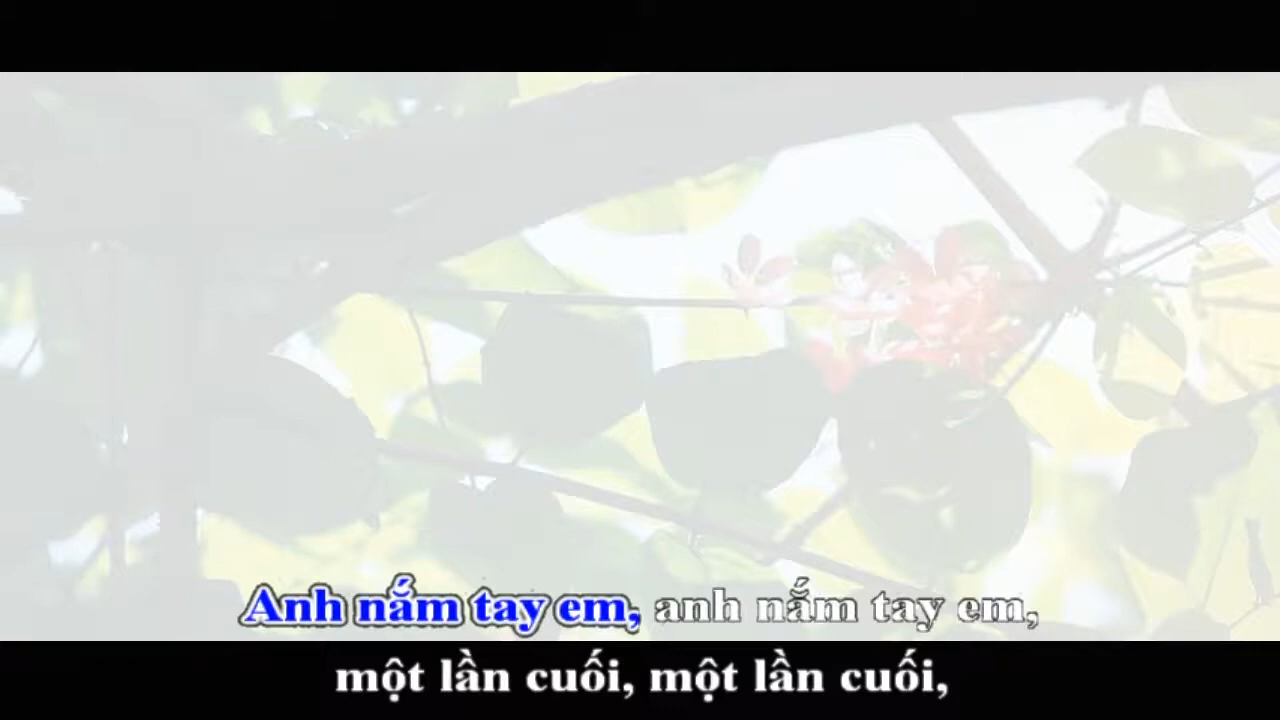 Anh nắm tay em, anh nắm tay em,
một lần cuối, một lần cuối,